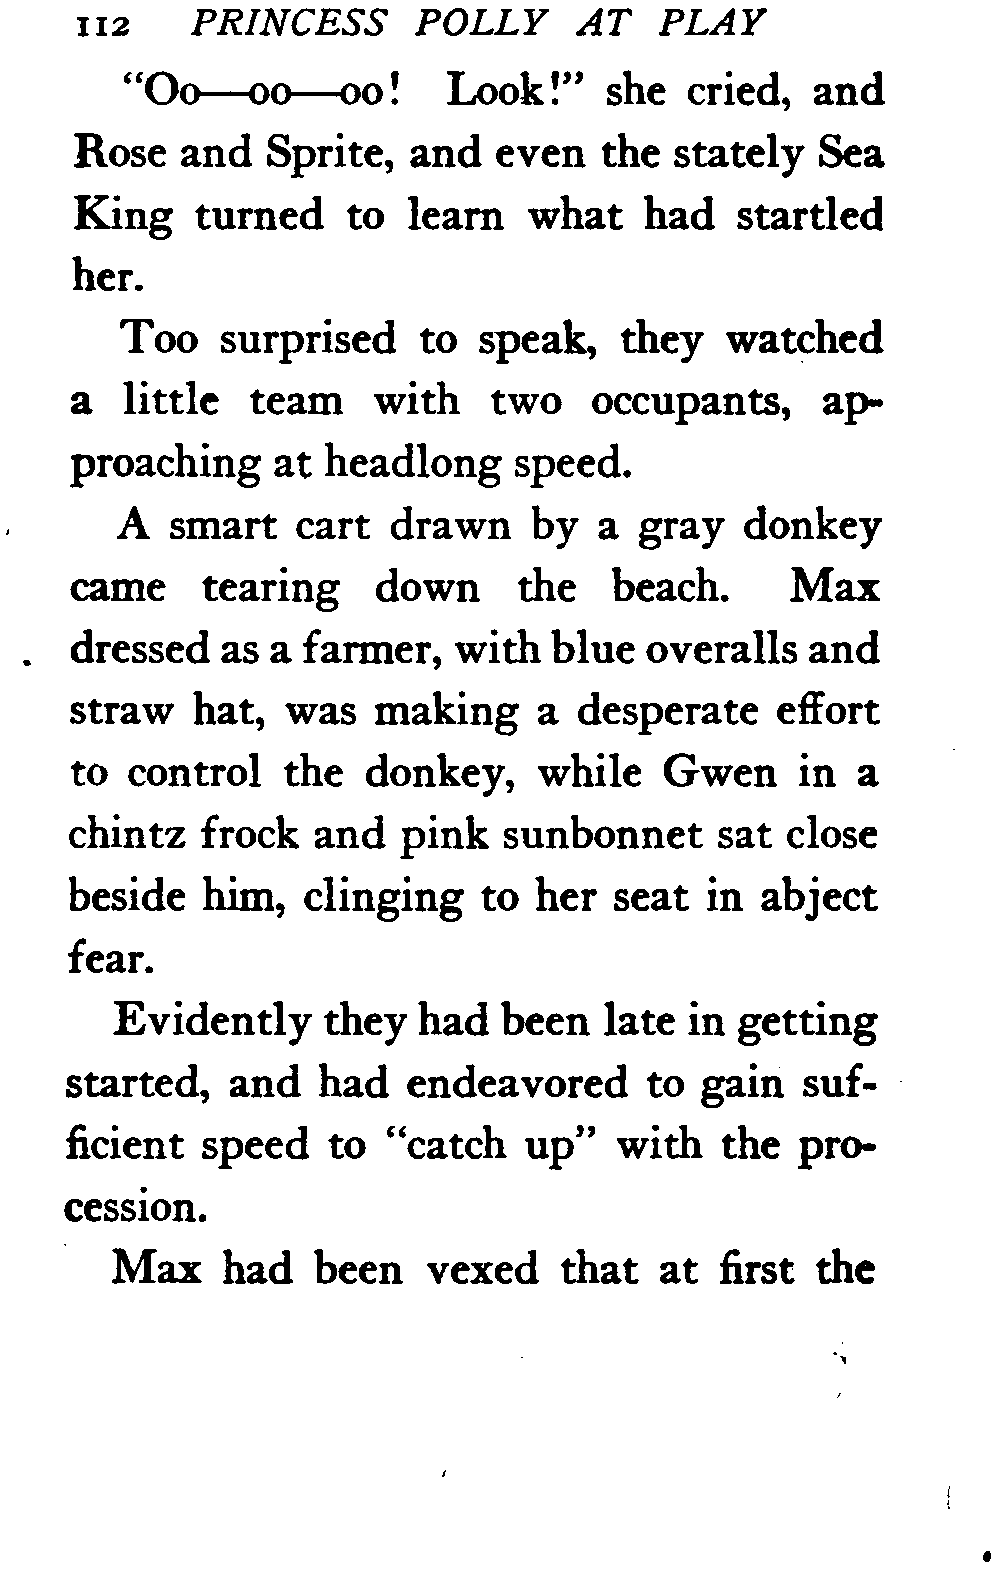 112 PRINCESS POLLY AT PLAY
“Oo—oo—oo! Look!” she cried, and
Rose and Sprite, and even the stately Sea
King turned to learn what had startled
her.
Too surprised to speak, they watched
a little team with two occupants, ap-
proaching at headlong speed.
A smart cart drawn by a gray donkey
came tearing down the beach. Max
dressed as a farmer, with blue overalls and
straw hat, was making a desperate effort
to control the donkey, while Gwen in a
chintz frock and pink sunbonnet sat close
beside him, clinging to her seat in abject
fear.
Evidently they had been late in getting
started, and had endeavored to gain suf-
ficient speed to “catch up” with the pro-
cession.
Max had been vexed that at first the